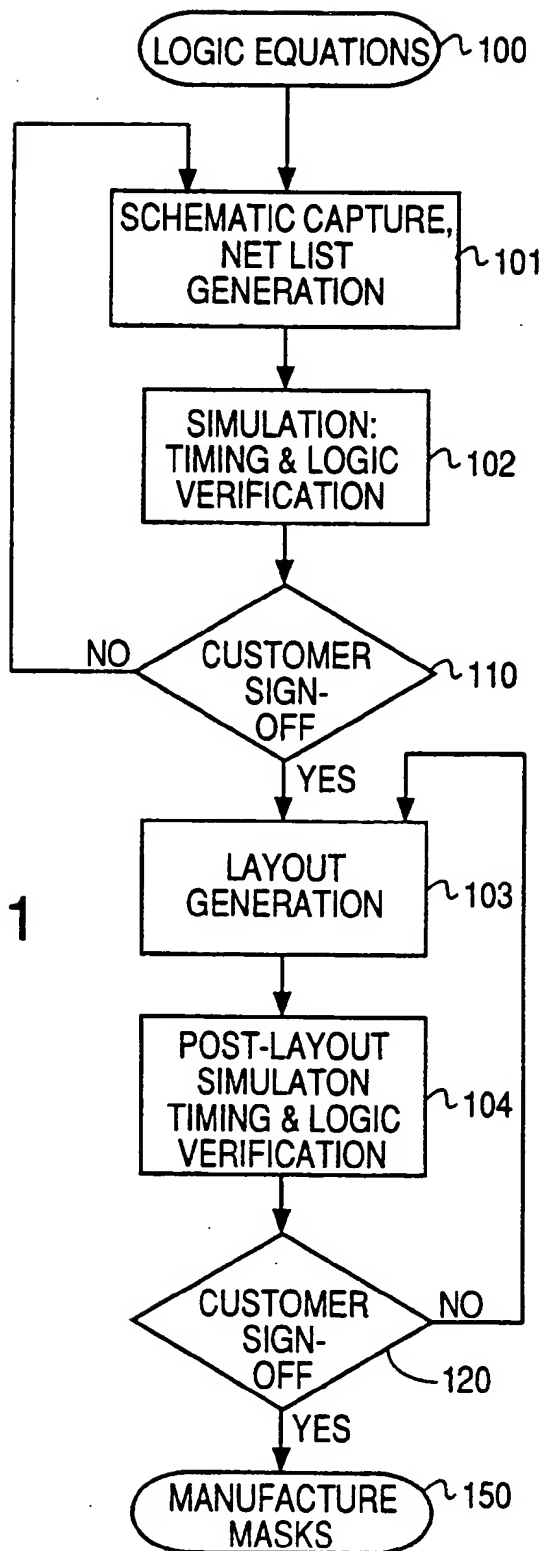 LOGIC EQUATIONS
100
SCHEMATIC CAPTURE,
NET LIST
GENERATION
101
SIMULATION:
TIMING & LOGIC
VERIFICATION
102
NO
CUSTOMER
SIGN-
OFF
110
YES
LAYOUT
GENERATION
103
1
POST-LAYOUT
SIMULATON
TIMING & LOGIC
VERIFICATION
104
CUSTOMER
SIGN-
OFF
NO
120
YES
MANUFACTURE
MASKS
150